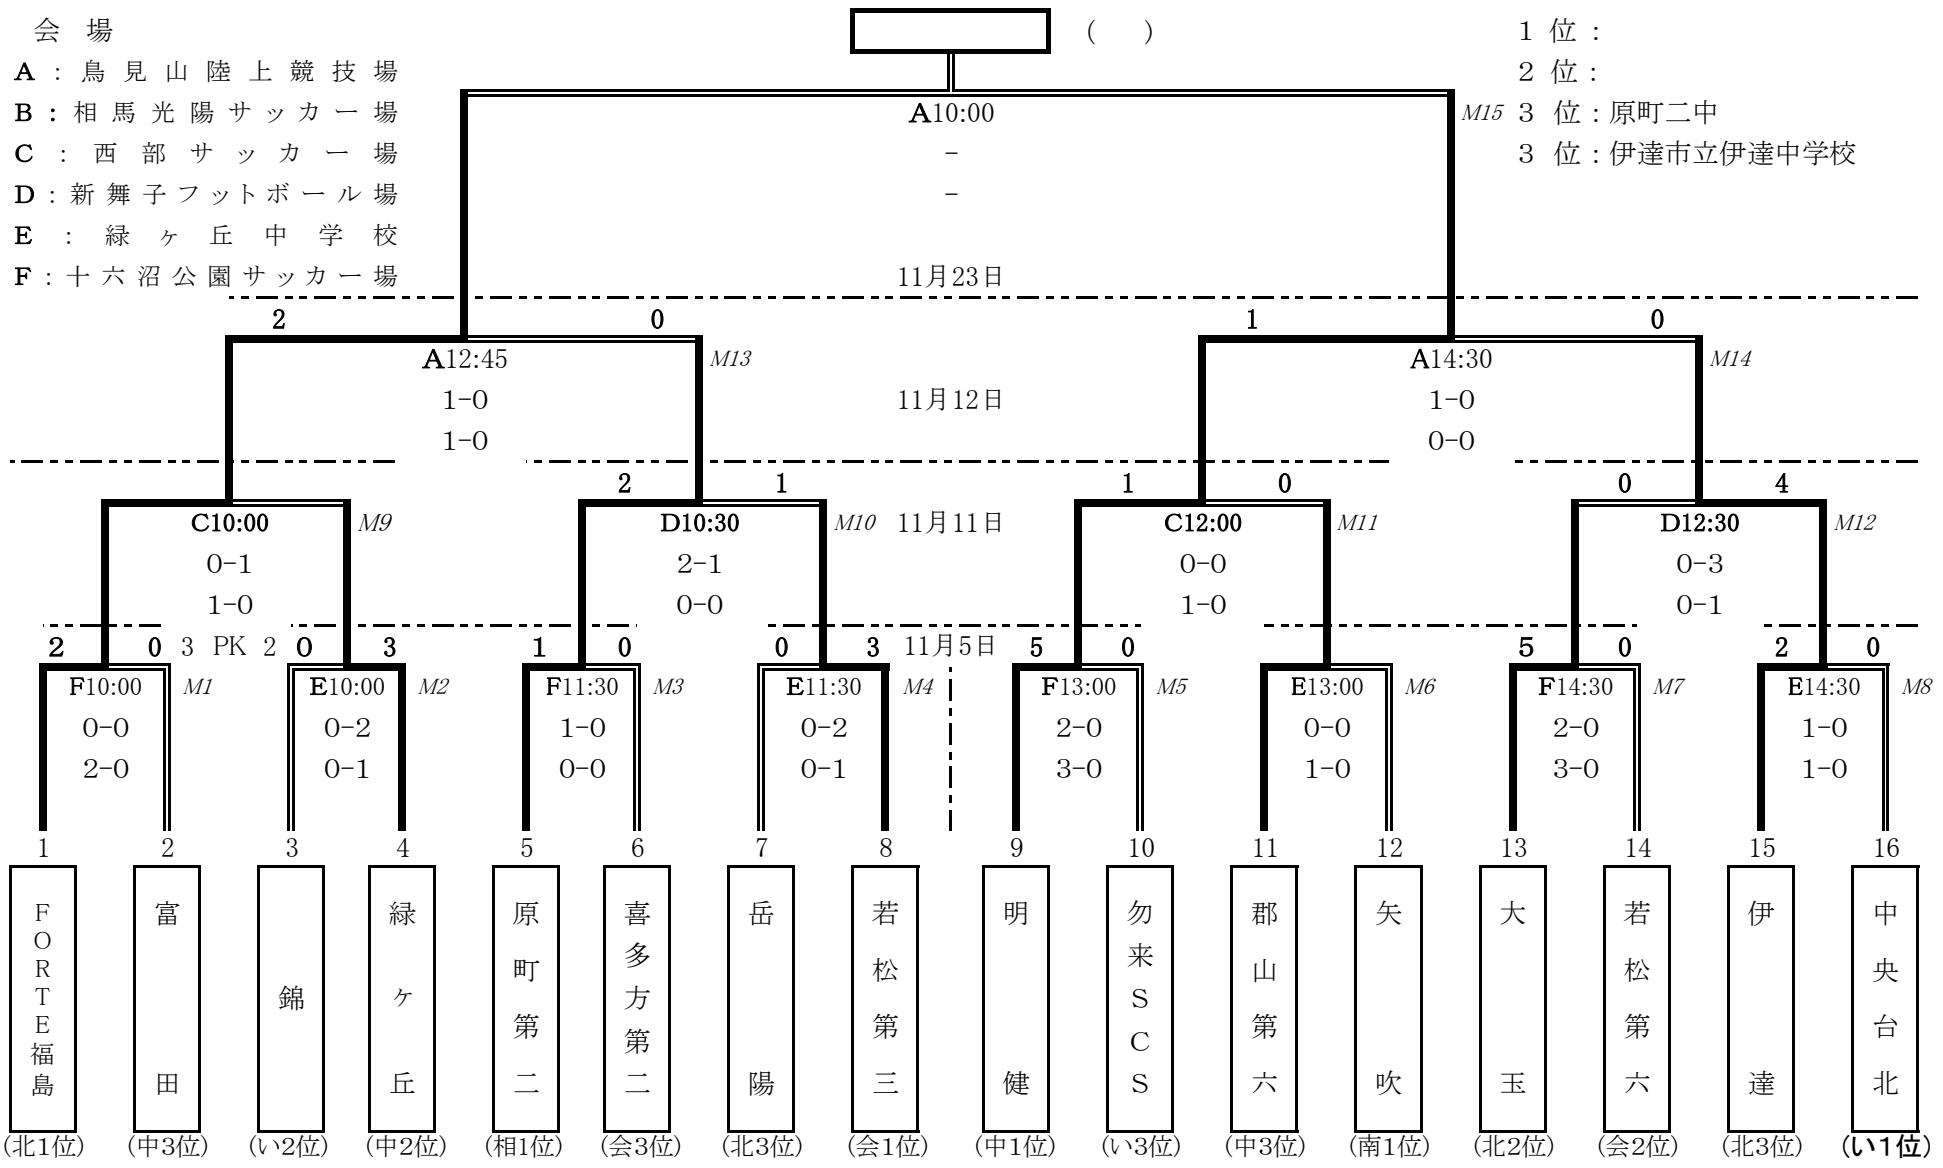 会場
A：鳥見山陸上競技場
B：相馬光陽サッカー場
C：西部サッカー場
D：新舞子フットボール場
E：緑ヶ丘中学校
F：十六沼公園サッカー場
（　）
1位：
2位：
3位：原町二中
3位：伊達市立伊達中学校
A10:00 M15
-
-
11月23日
2 0 1 0
A12:45 M13 A14:30 M14
1-0 11月12日 1-0
1-0 0-0
2 1 1 0 0 4
C10:00 M9 D10:30 M10 11月11日 C12:00 M11 D12:30 M12
0-1 2-1 0-0 0-3
1-0 0-0 1-0 0-1
2 0 3 PK 2 0 3 1 0 0 3 11月5日 5 0 5 0 2 0
F10:00 M1 E10:00 M2 F11:30 M3 E11:30 M4 F13:00 M5 E13:00 M6 F14:30 M7 E14:30 M8
0-0 0-2 1-0 0-2 2-0 0-0 2-0 1-0
2-0 0-1 0-0 0-1 3-0 1-0 3-0 1-0
1 2 3 4 5 6 7 8 9 10 11 12 13 14 15 16
FORTE福島
富田
錦
緑ヶ丘
原町第二
喜多方第二
岳陽
若松第三
明健
勿来SCS
郡山第六
矢吹
大玉
若松第六
伊達
中央台北
(北1位) (中3位) (い2位) (中2位) (相1位) (会3位) (北3位) (会1位) (中1位) (い3位) (中3位) (南1位) (北2位) (会2位) (北3位) (い1位)